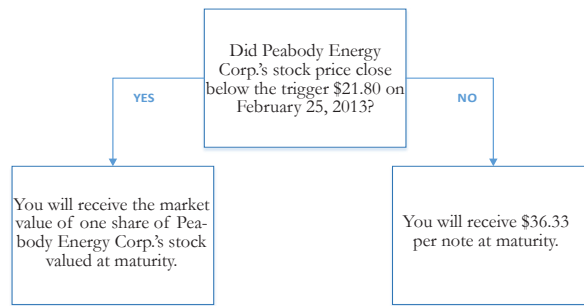 Did Peabody Energy
Corp.'s stock price close
below the trigger $21.80 on
February 25, 2013?
YES
NO
You will receive the market
value of one share of Pea-
body Energy Corp.'s stock
valued at maturity.
You will receive $36.33
per note at maturity.